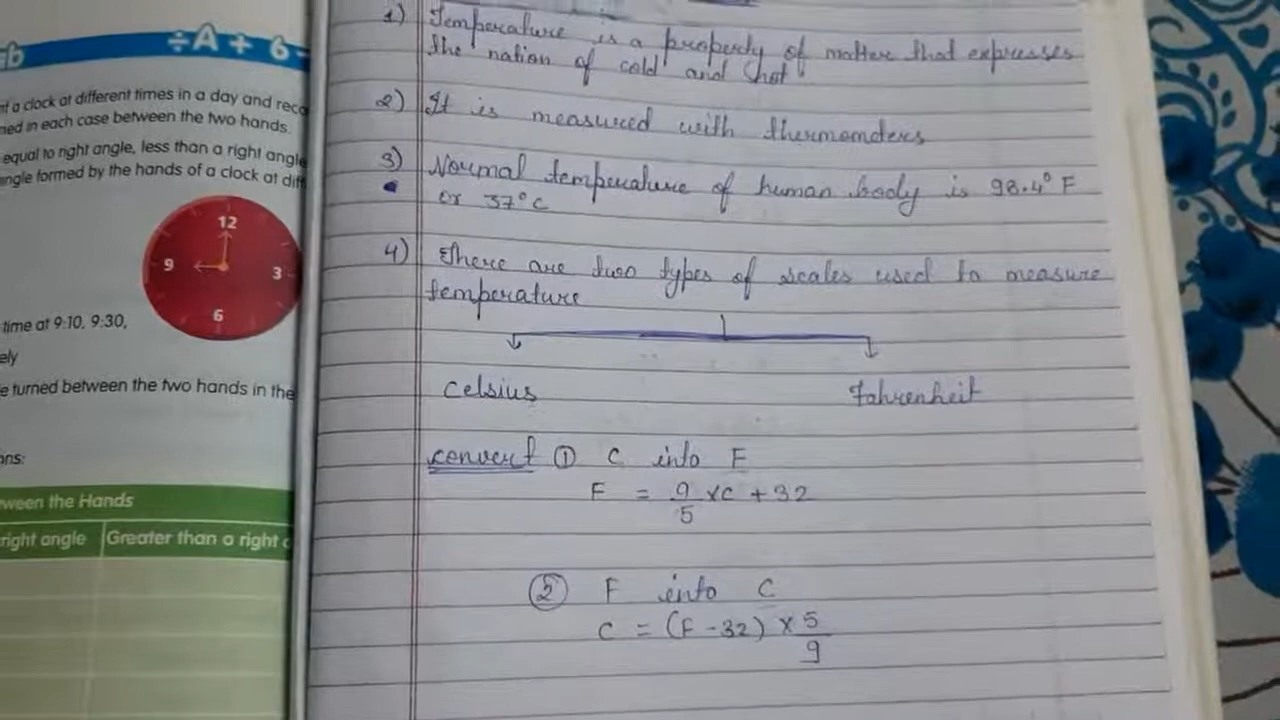 ÷A + 6-
of a clock at different times in a day and reco
ned in each case between the two hands.
equal to right angle, less than a right angle
angle formed by the hands of a clock at diff
12
9
3
6
time at 9:10, 9:30,
ely
e turned between the two hands in the
ons:
ween the Hands
right angle
Greater than a right a
1) Temperature is a property of matter that expresses
the nation of cold and hot
2) It is measured with thermomders
3) Normal temperature of human body is 98.4° F
or 37° C
4) There are two types of scales used to measure
temperature
Celsius
Fahrenheit
convert ① C into F
F = 9/5 × C + 32
② F into C
C = (F - 32) × 5/9